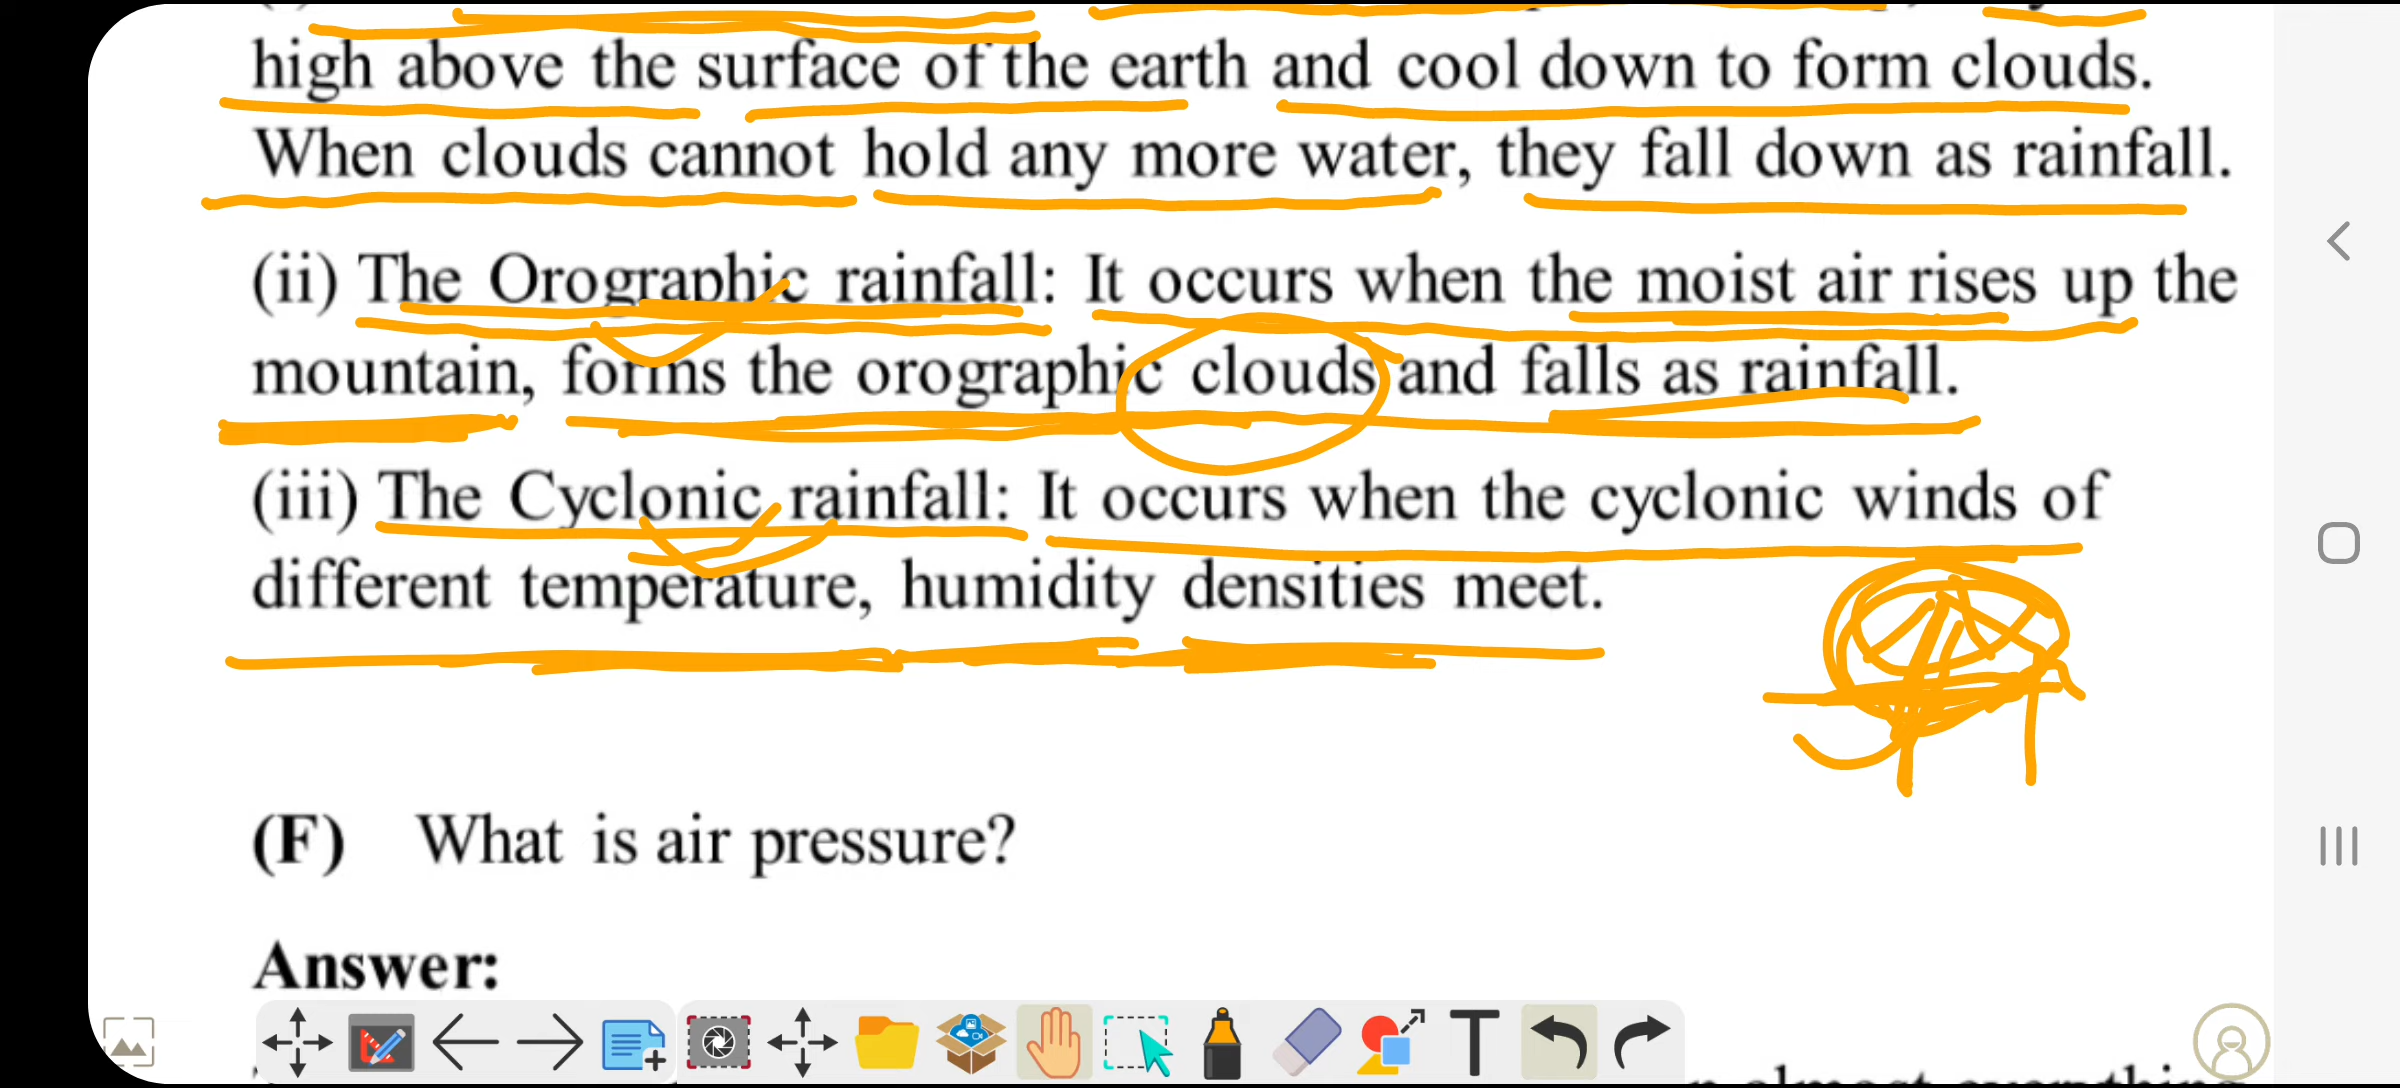 high above the surface of the earth and cool down to form clouds.
When clouds cannot hold any more water, they fall down as rainfall.
(ii) The Orographic rainfall: It occurs when the moist air rises up the
mountain, forms the orographic clouds and falls as rainfall.
(iii) The Cyclonic rainfall: It occurs when the cyclonic winds of
different temperature, humidity densities meet.
(F) What is air pressure?
Answer: